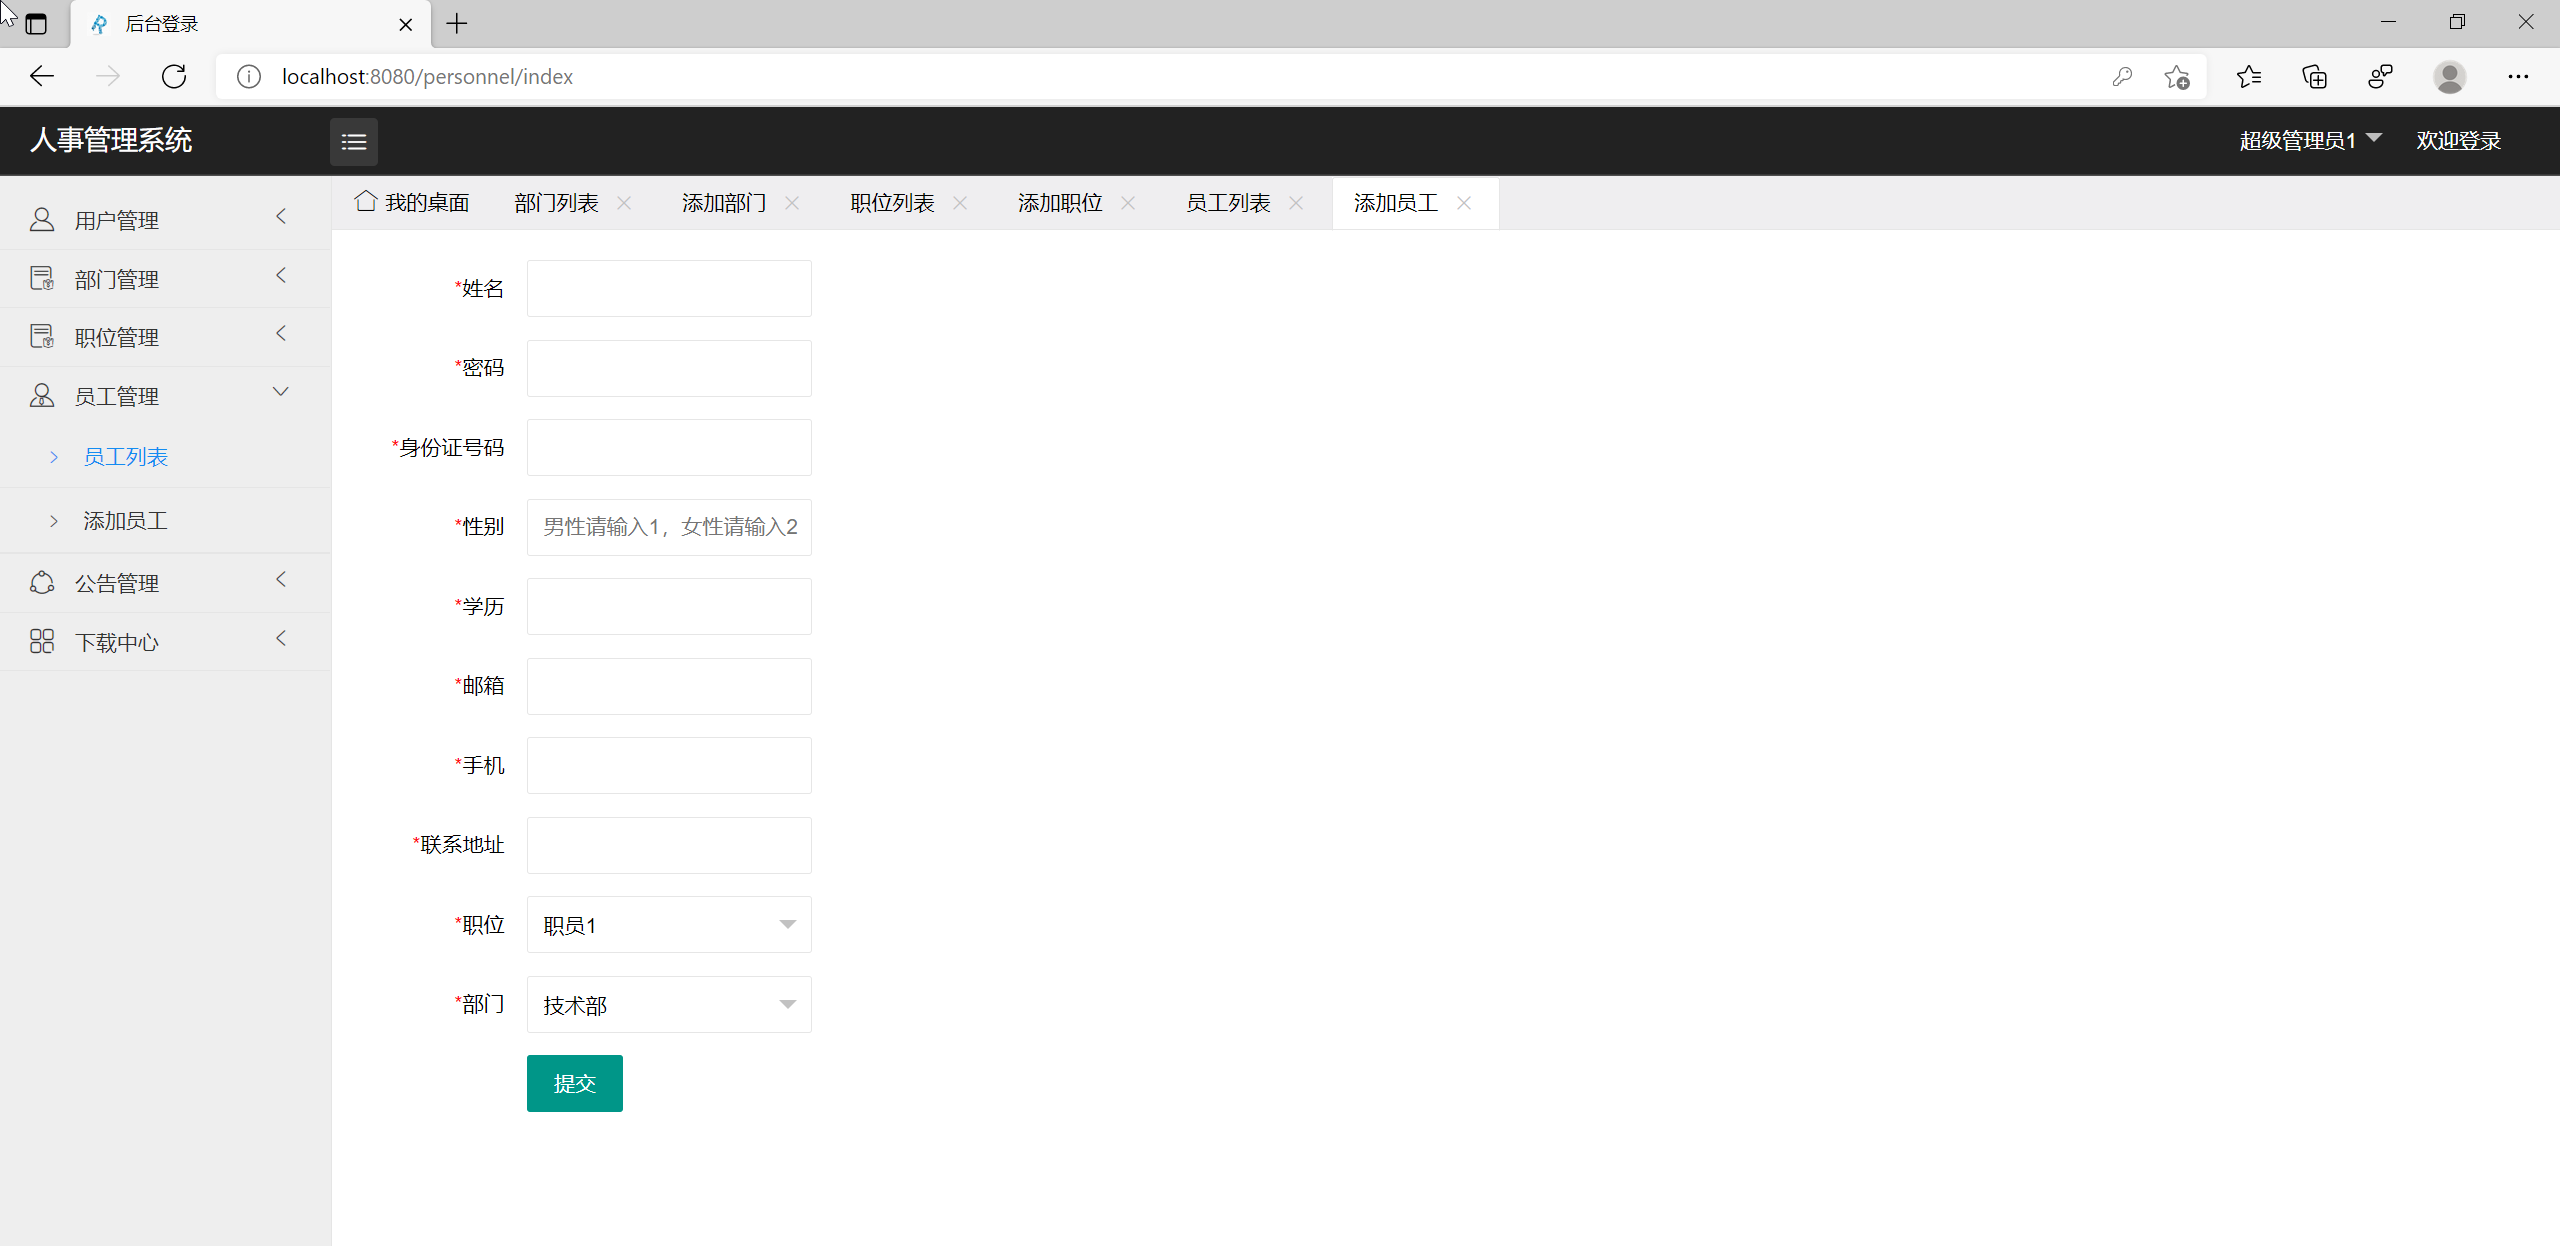 后台登录
localhost:8080/personnel/index
人事管理系统
超级管理员1 欢迎登录
我的桌面 部门列表 添加部门 职位列表 添加职位 员工列表 添加员工
用户管理
部门管理
职位管理
员工管理
员工列表
添加员工
公告管理
下载中心
*姓名
*密码
*身份证号码
*性别 男性请输入1，女性请输入2
*学历
*邮箱
*手机
*联系地址
*职位 职员1
*部门 技术部
提交